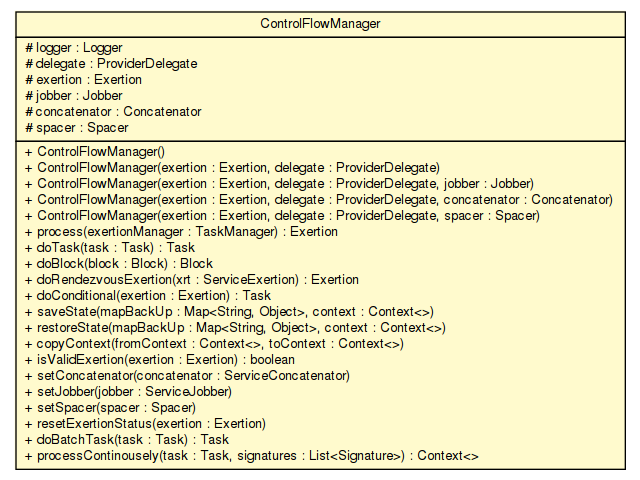 ControlFlowManager
# logger : Logger
# delegate : ProviderDelegate
# exertion : Exertion
# jobber : Jobber
# concatenator : Concatenator
# spacer : Spacer
+ ControlFlowManager()
+ ControlFlowManager(exertion : Exertion, delegate : ProviderDelegate)
+ ControlFlowManager(exertion : Exertion, delegate : ProviderDelegate, jobber : Jobber)
+ ControlFlowManager(exertion : Exertion, delegate : ProviderDelegate, concatenator : Concatenator)
+ ControlFlowManager(exertion : Exertion, delegate : ProviderDelegate, spacer : Spacer)
+ process(exertionManager : TaskManager) : Exertion
+ doTask(task : Task) : Task
+ doBlock(block : Block) : Block
+ doRendezvousExertion(xrt : ServiceExertion) : Exertion
+ doConditional(exertion : Exertion) : Task
+ saveState(mapBackUp : Map<String, Object>, context : Context<>)
+ restoreState(mapBackUp : Map<String, Object>, context : Context<>)
+ copyContext(fromContext : Context<>, toContext : Context<>)
+ isValidExertion(exertion : Exertion) : boolean
+ setConcatenator(concatenator : ServiceConcatenator)
+ setJobber(jobber : ServiceJobber)
+ setSpacer(spacer : Spacer)
+ resetExertionStatus(exertion : Exertion)
+ doBatchTask(task : Task) : Task
+ processContinousely(task : Task, signatures : List<Signature>) : Context<>